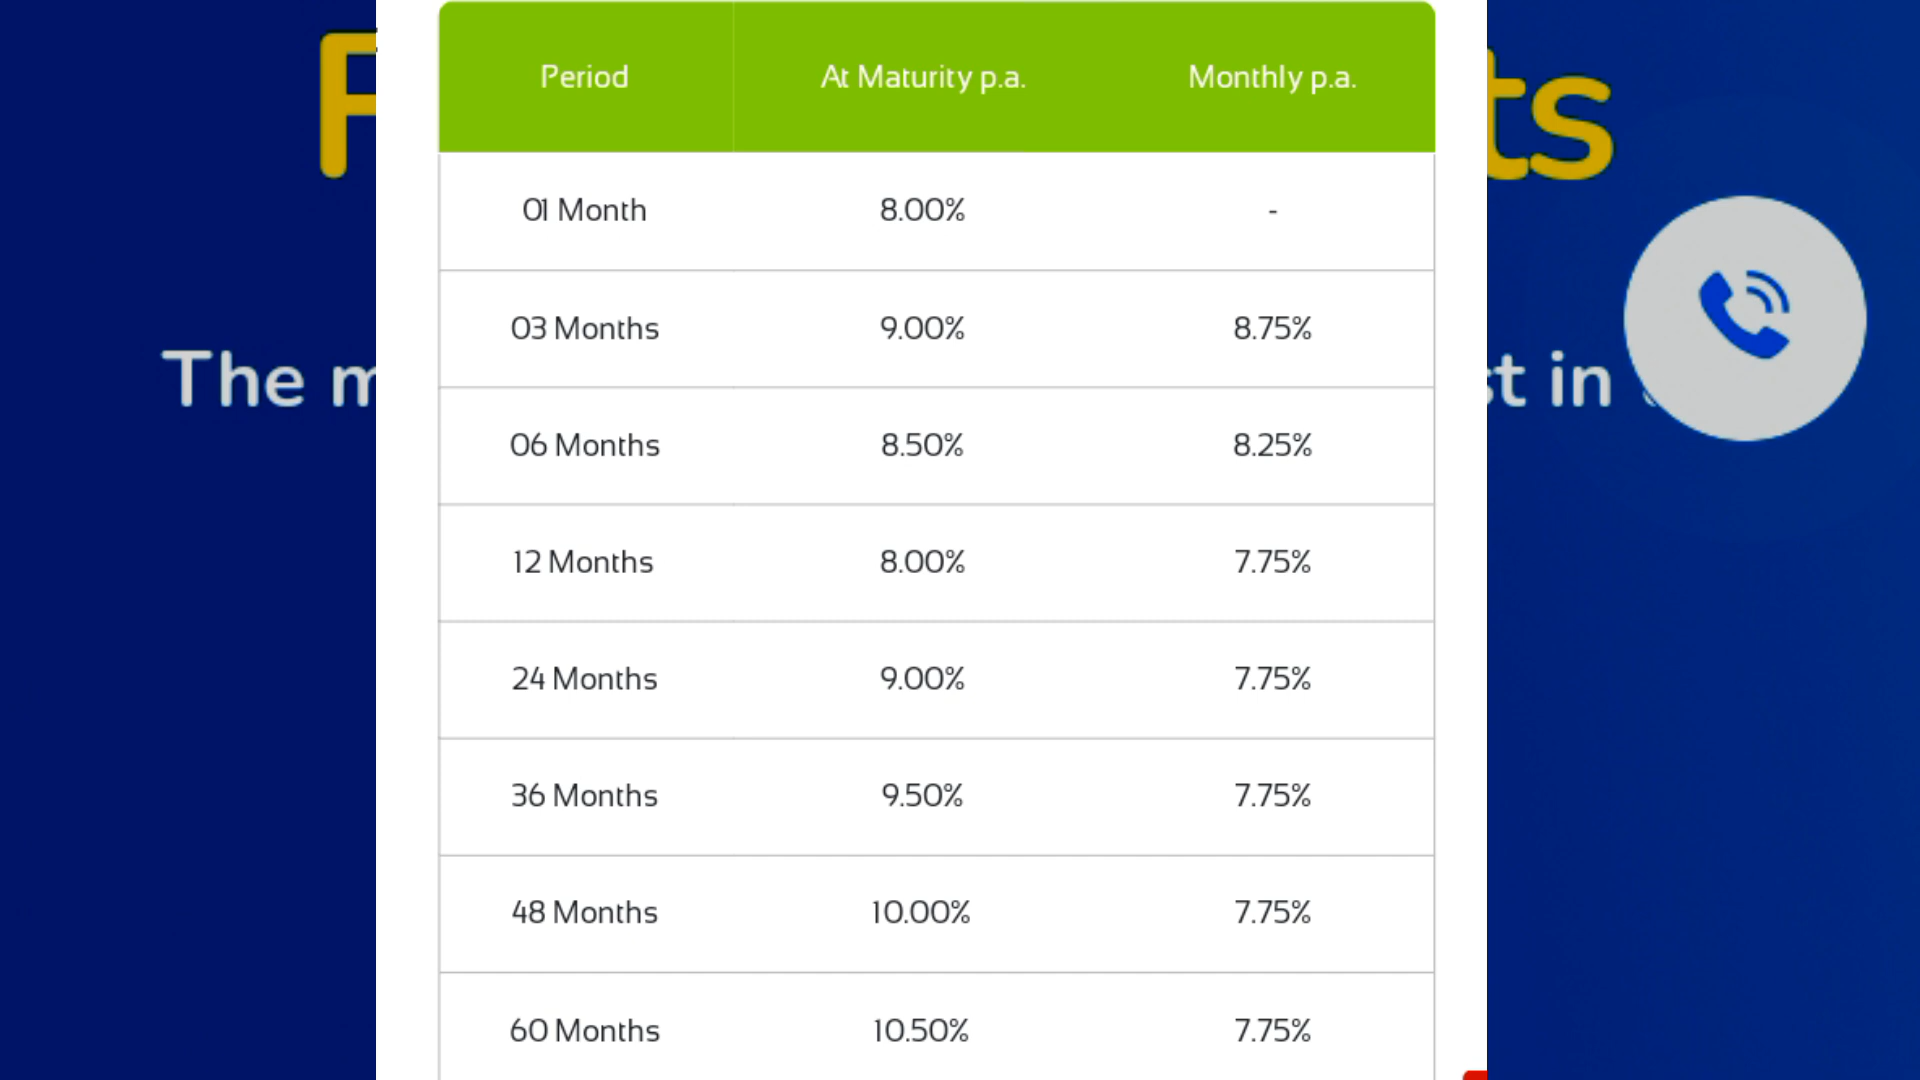 Period At Maturity p.a. Monthly p.a.
01 Month 8.00% -
03 Months 9.00% 8.75%
06 Months 8.50% 8.25%
12 Months 8.00% 7.75%
24 Months 9.00% 7.75%
36 Months 9.50% 7.75%
48 Months 10.00% 7.75%
60 Months 10.50% 7.75%
The
in